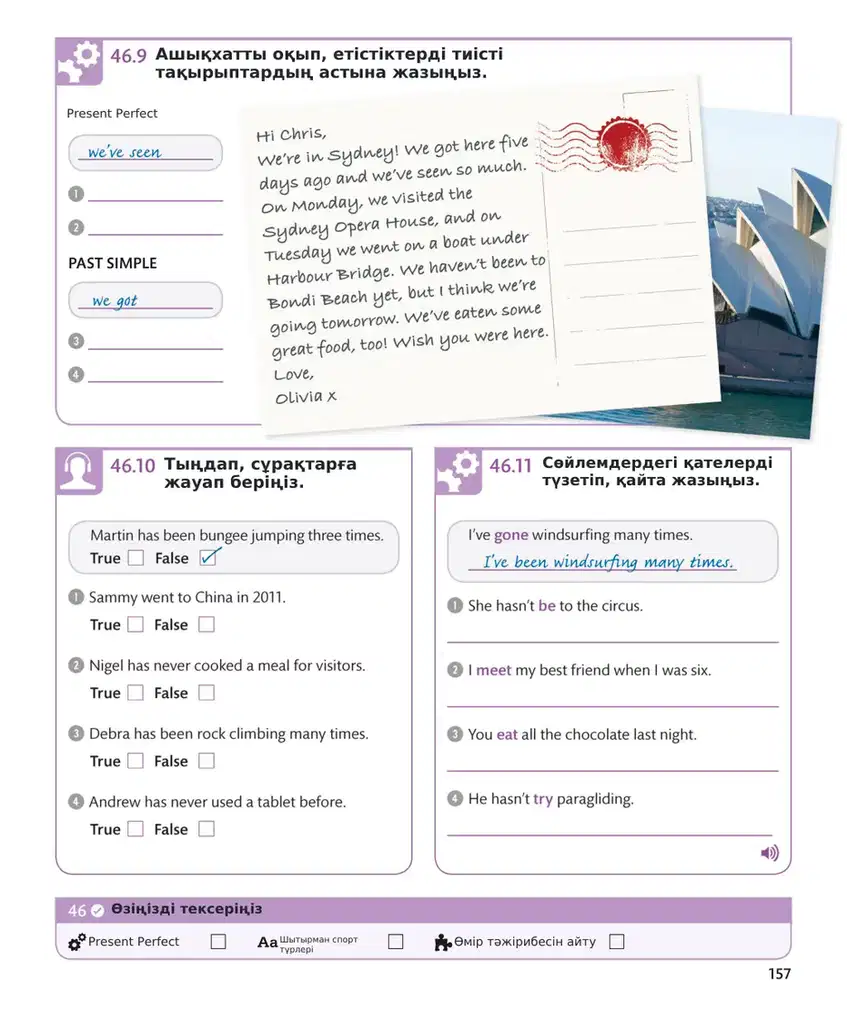 46.9 Ашықхатты оқып, етістіктерді тиісті
тақырыптардың астына жазыңыз.
Present Perfect
we've seen
1
2
PAST SIMPLE
we got
3
4
Hi Chris,
We're in Sydney! We got here five
days ago and we've seen so much.
On Monday, we visited the
Sydney Opera House, and on
Tuesday we went on a boat under
Harbour Bridge. We haven't been to
Bondi Beach yet, but I think we're
going tomorrow. We've eaten some
great food, too! Wish you were here.
Love,
Olivia x
46.10 Тыңдап, сұрақтарға
жауап беріңіз.
Martin has been bungee jumping three times.
True False
1 Sammy went to China in 2011.
True False
2 Nigel has never cooked a meal for visitors.
True False
3 Debra has been rock climbing many times.
True False
4 Andrew has never used a tablet before.
True False
46.11 Сөйлемдердегі қателерді
түзетіп, қайта жазыңыз.
I've gone windsurfing many times.
I've been windsurfing many times.
1 She hasn't be to the circus.
2 I meet my best friend when I was six.
3 You eat all the chocolate last night.
4 He hasn't try paragliding.
46 Өзіңізді тексеріңіз
Present Perfect
Aa Шытырман спорт
түрлері
Өмір тәжірибесін айту
157